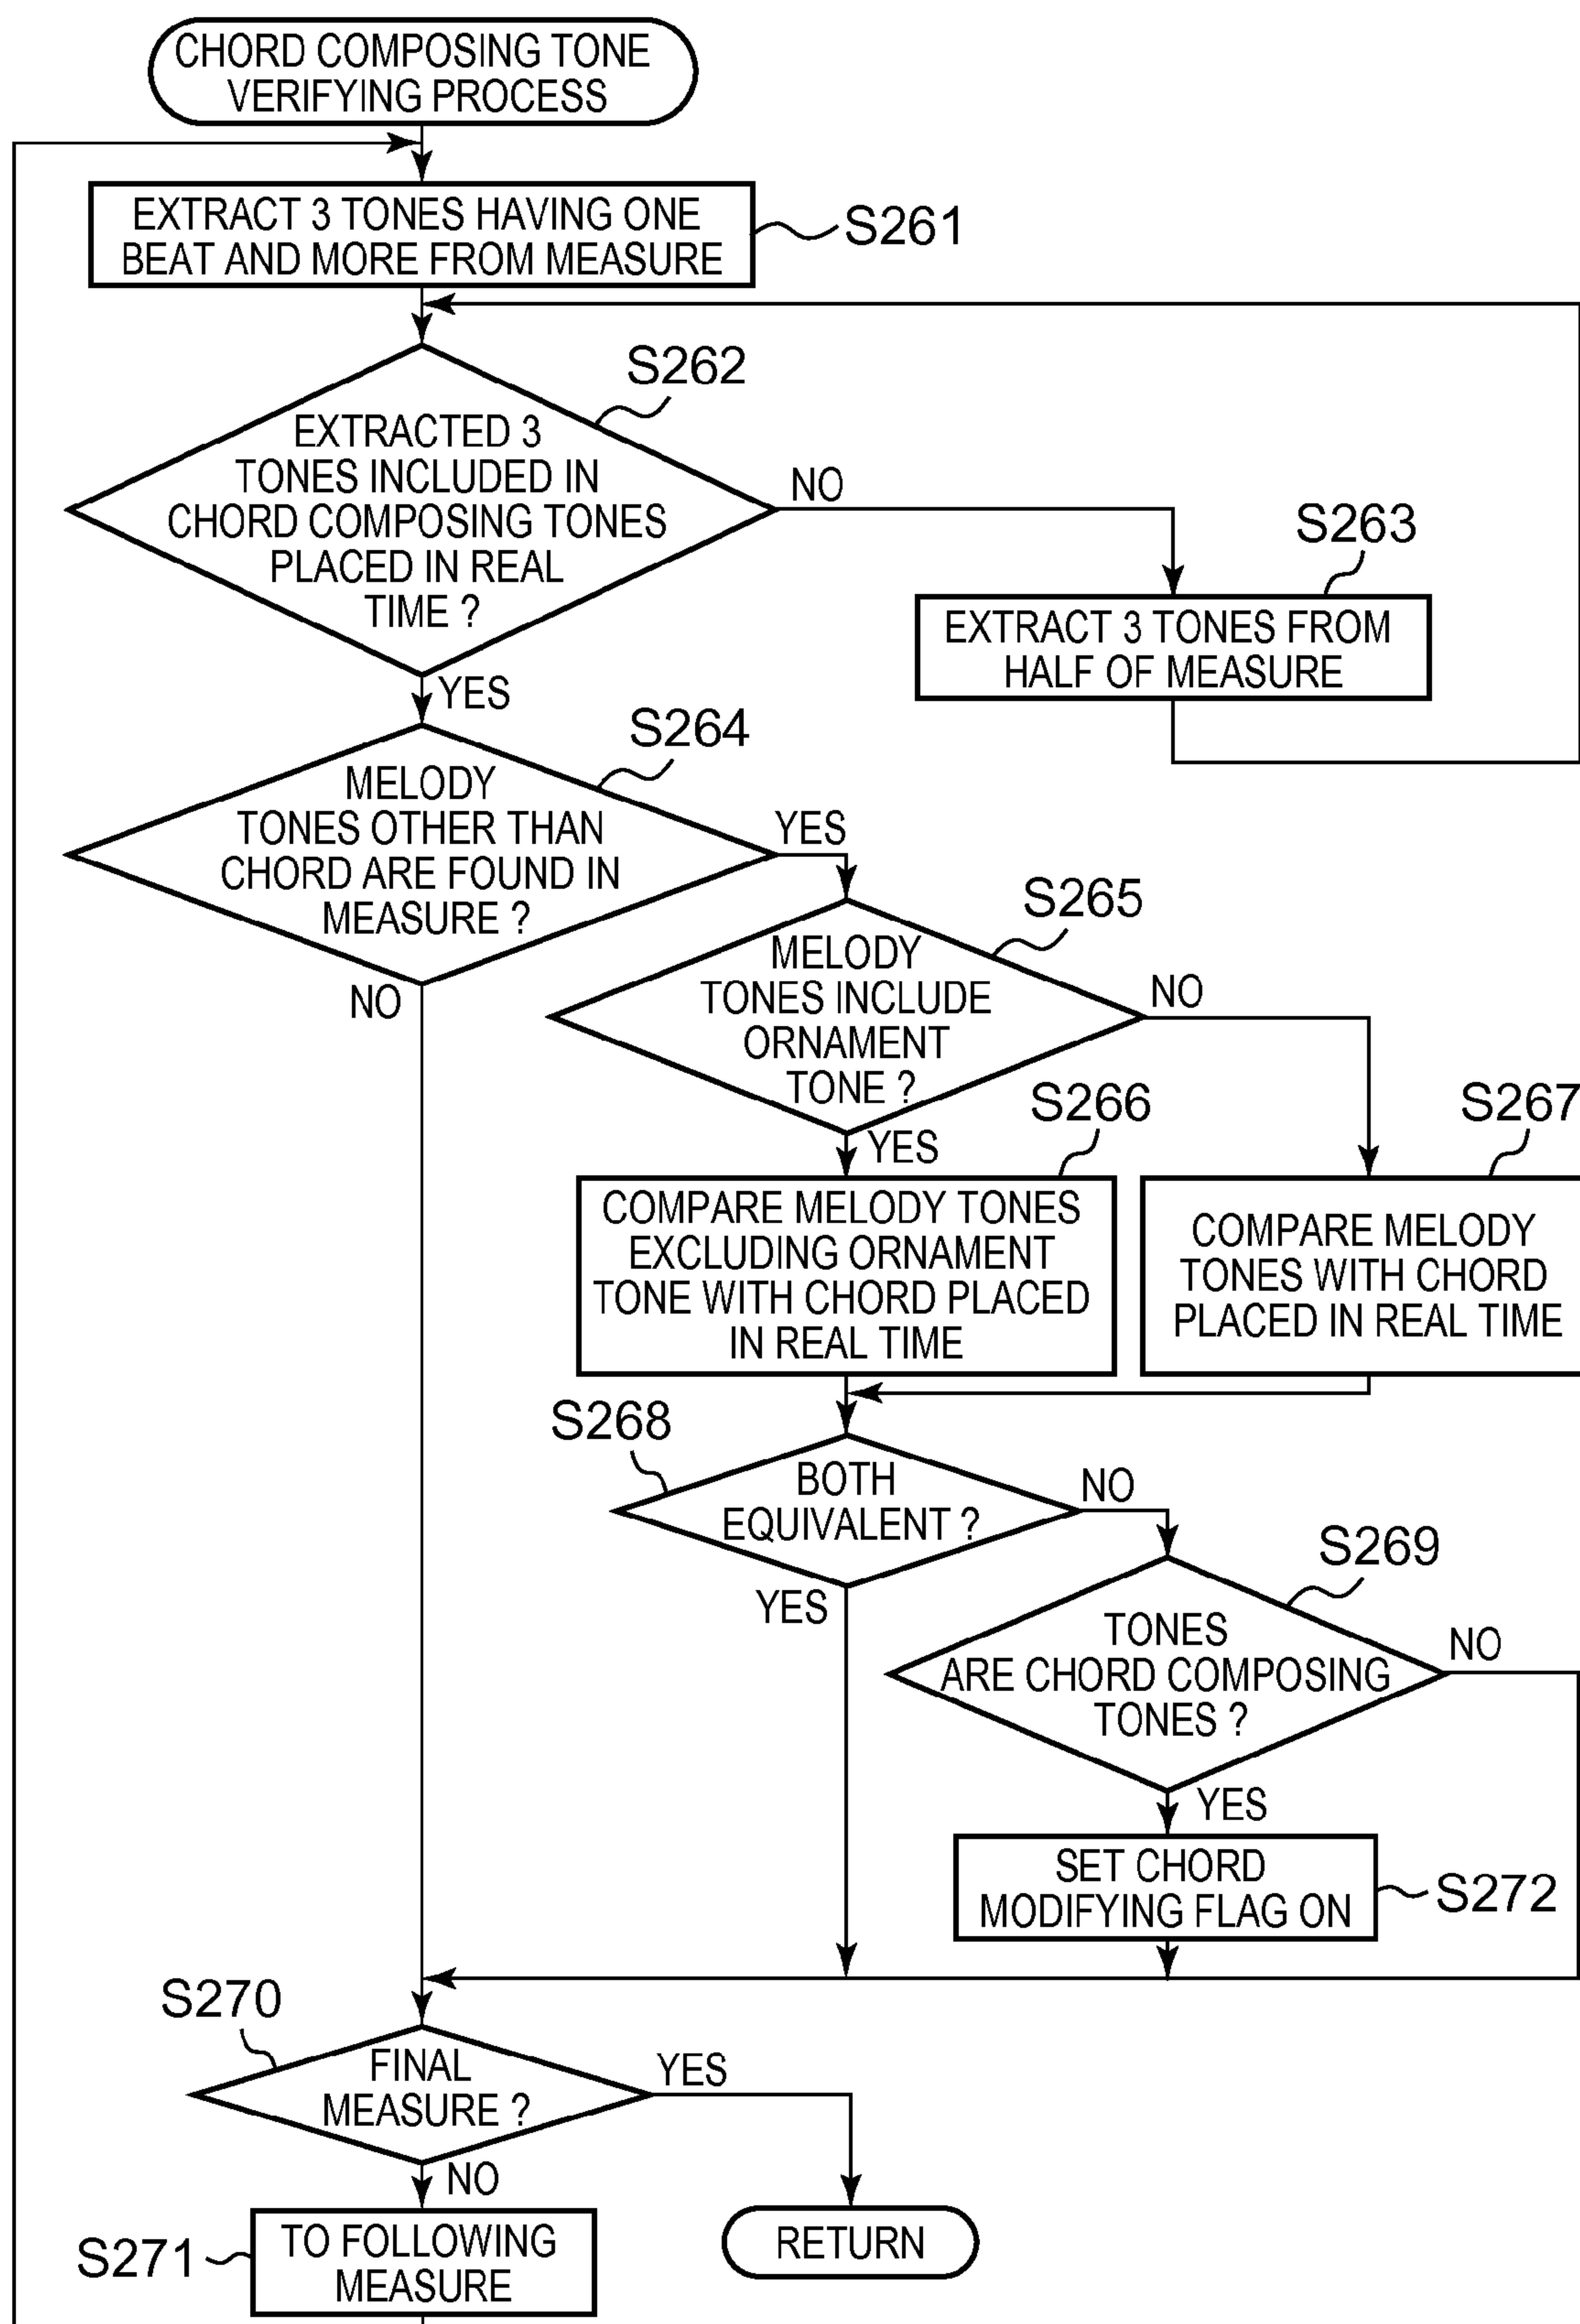 CHORD COMPOSING TONE
VERIFYING PROCESS
EXTRACT 3 TONES HAVING ONE
BEAT AND MORE FROM MEASURE
S261
S262
EXTRACTED 3
TONES INCLUDED IN
CHORD COMPOSING TONES
PLACED IN REAL
TIME ?
NO
S263
EXTRACT 3 TONES FROM
HALF OF MEASURE
YES
S264
MELODY
TONES OTHER THAN
CHORD ARE FOUND IN
MEASURE ?
YES
NO
S265
MELODY
TONES INCLUDE
ORNAMENT
TONE ?
NO
YES
S266
COMPARE MELODY TONES
EXCLUDING ORNAMENT
TONE WITH CHORD PLACED
IN REAL TIME
S267
COMPARE MELODY
TONES WITH CHORD
PLACED IN REAL TIME
S268
BOTH
EQUIVALENT ?
NO
YES
S269
TONES
ARE CHORD COMPOSING
TONES ?
NO
YES
SET CHORD
MODIFYING FLAG ON
S272
S270
FINAL
MEASURE ?
YES
NO
S271
TO FOLLOWING
MEASURE
RETURN